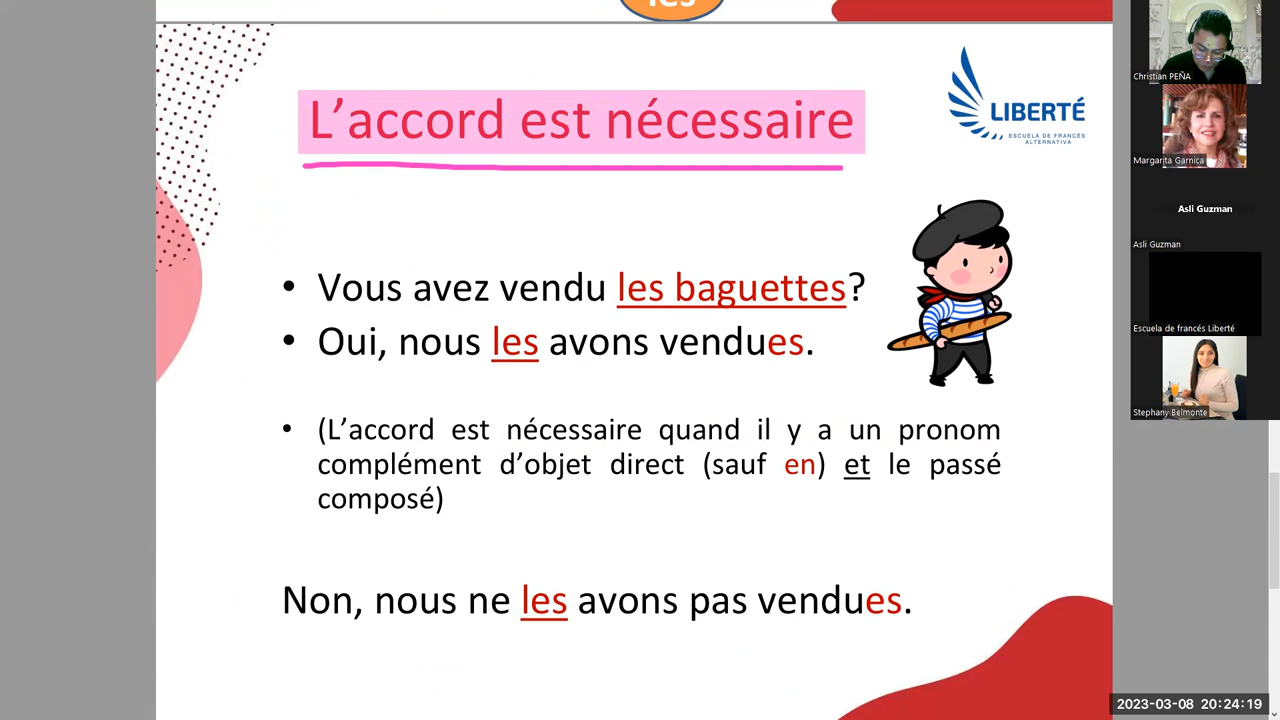 les
L'accord est nécessaire
LIBERTÉ
ESCUELA DE FRANCÉS
ALTERNATIVA
• Vous avez vendu les baguettes?
• Oui, nous les avons vendues.
• (L'accord est nécessaire quand il y a un pronom
complément d'objet direct (sauf en) et le passé
composé)
Non, nous ne les avons pas vendues.
Christian PEÑA
Margarita Garnica
Asli Guzman
Asli Guzman
Escuela de francés Liberté
Stephany Belmonte
2023-03-08 20:24:19